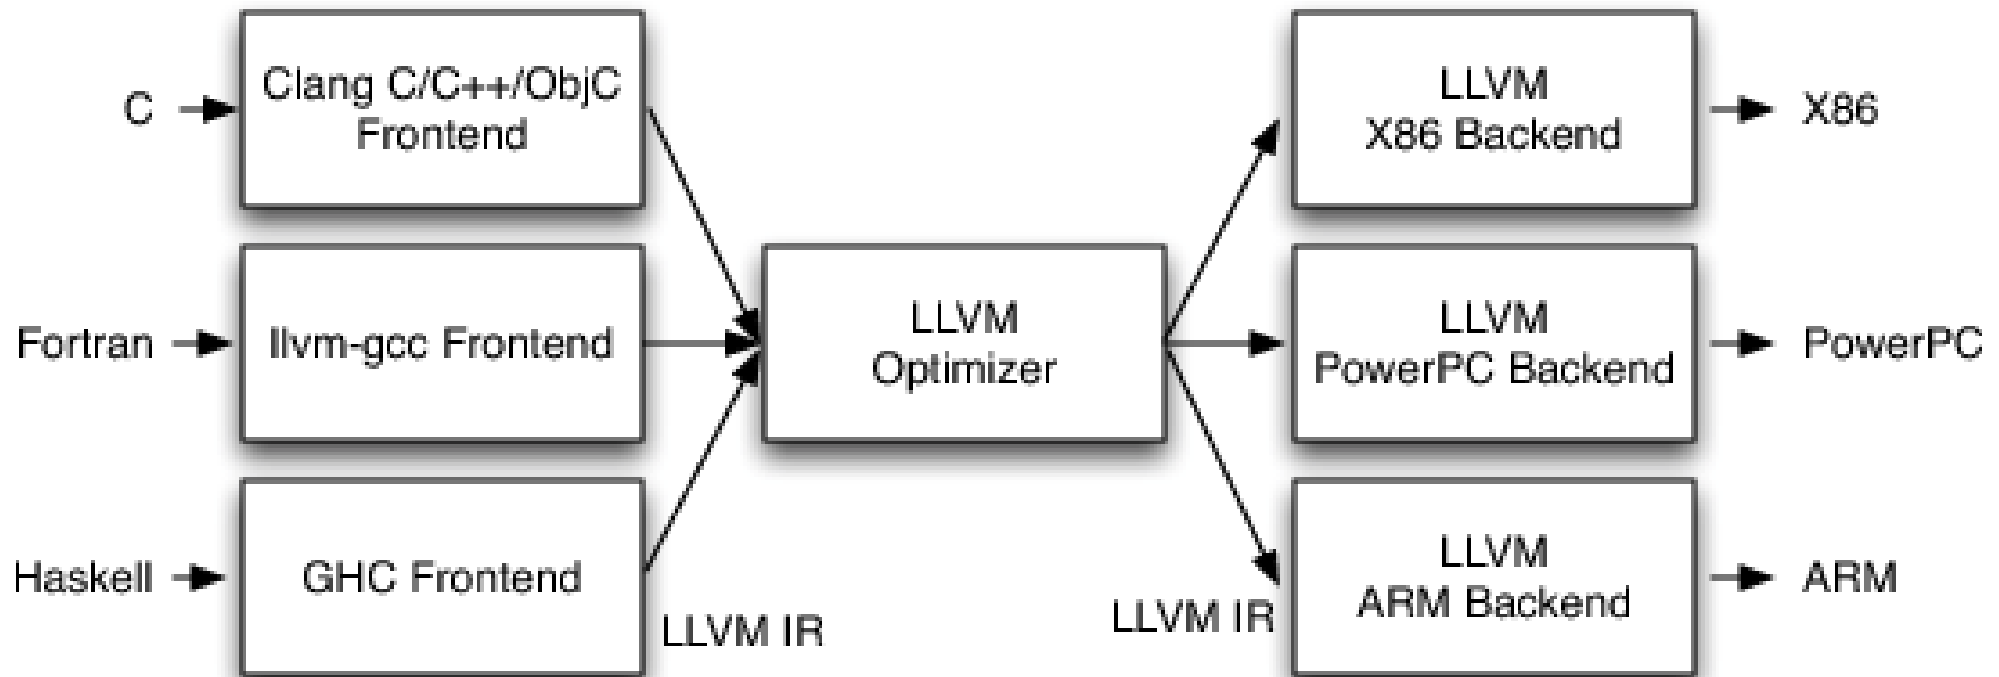 C
Clang C/C++/ObjC
Frontend
LLVM
X86 Backend
X86
Fortran
llvm-gcc Frontend
LLVM
Optimizer
LLVM
PowerPC Backend
PowerPC
Haskell
GHC Frontend
LLVM IR
LLVM IR
LLVM
ARM Backend
ARM